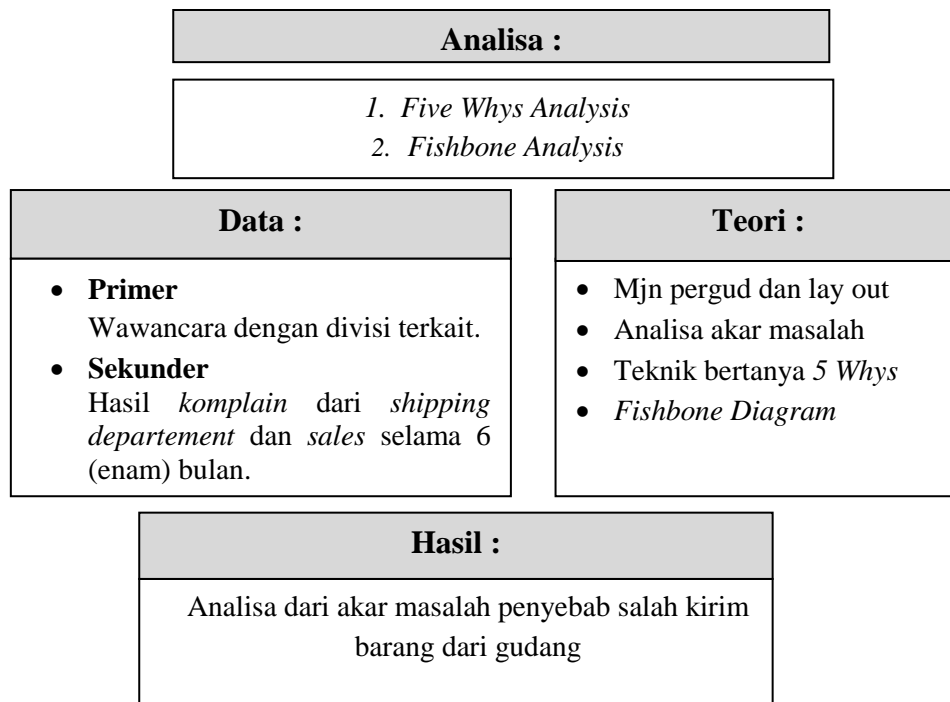 Analisa :
1. Five Whys Analysis
2. Fishbone Analysis
Data :
• Primer
Wawancara dengan divisi terkait.
• Sekunder
Hasil komplain dari shipping
departement dan sales selama 6
(enam) bulan.
Teori :
• Mjn pergud dan lay out
• Analisa akar masalah
• Teknik bertanya 5 Whys
• Fishbone Diagram
Hasil :
Analisa dari akar masalah penyebab salah kirim
barang dari gudang